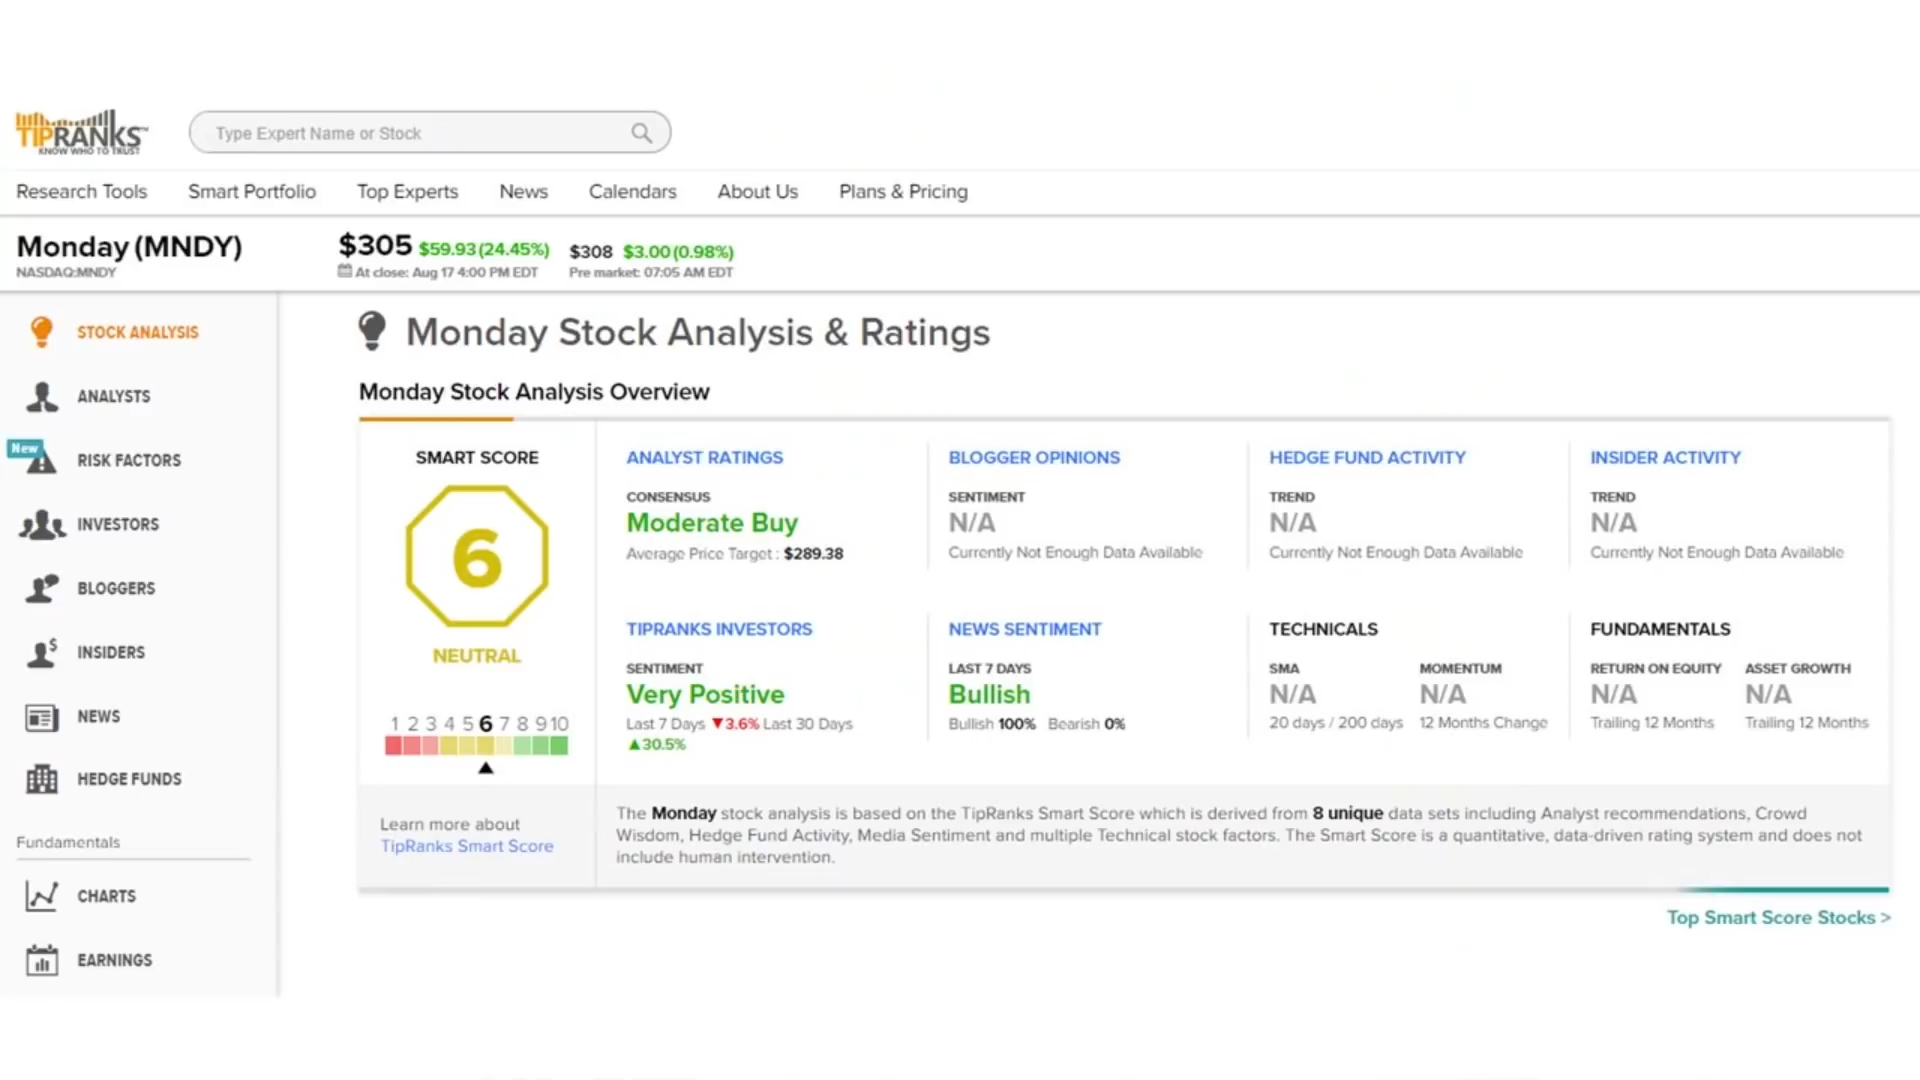 TIPRANKS™
KNOW WHO TO TRUST
Type Expert Name or Stock
Research Tools Smart Portfolio Top Experts News Calendars About Us Plans & Pricing
Monday (MNDY)
NASDAQ:MNDY
$305 $59.93 (24.45%)
At close: Aug 17 4:00 PM EDT
$308 $3.00 (0.98%)
Pre market: 07:05 AM EDT
STOCK ANALYSIS
ANALYSTS
New
RISK FACTORS
INVESTORS
BLOGGERS
INSIDERS
NEWS
HEDGE FUNDS
Fundamentals
CHARTS
EARNINGS
Monday Stock Analysis & Ratings
Monday Stock Analysis Overview
SMART SCORE
6
NEUTRAL
1 2 3 4 5 6 7 8 9 10
Learn more about
TipRanks Smart Score
ANALYST RATINGS
CONSENSUS
Moderate Buy
Average Price Target : $289.38
BLOGGER OPINIONS
SENTIMENT
N/A
Currently Not Enough Data Available
HEDGE FUND ACTIVITY
TREND
N/A
Currently Not Enough Data Available
INSIDER ACTIVITY
TREND
N/A
Currently Not Enough Data Available
TIPRANKS INVESTORS
SENTIMENT
Very Positive
Last 7 Days ▼3.6% Last 30 Days
▲30.5%
NEWS SENTIMENT
LAST 7 DAYS
Bullish
Bullish 100% Bearish 0%
TECHNICALS
SMA MOMENTUM
N/A N/A
20 days / 200 days 12 Months Change
FUNDAMENTALS
RETURN ON EQUITY ASSET GROWTH
N/A N/A
Trailing 12 Months Trailing 12 Months
The Monday stock analysis is based on the TipRanks Smart Score which is derived from 8 unique data sets including Analyst recommendations, Crowd
Wisdom, Hedge Fund Activity, Media Sentiment and multiple Technical stock factors. The Smart Score is a quantitative, data-driven rating system and does not
include human intervention.
Top Smart Score Stocks >